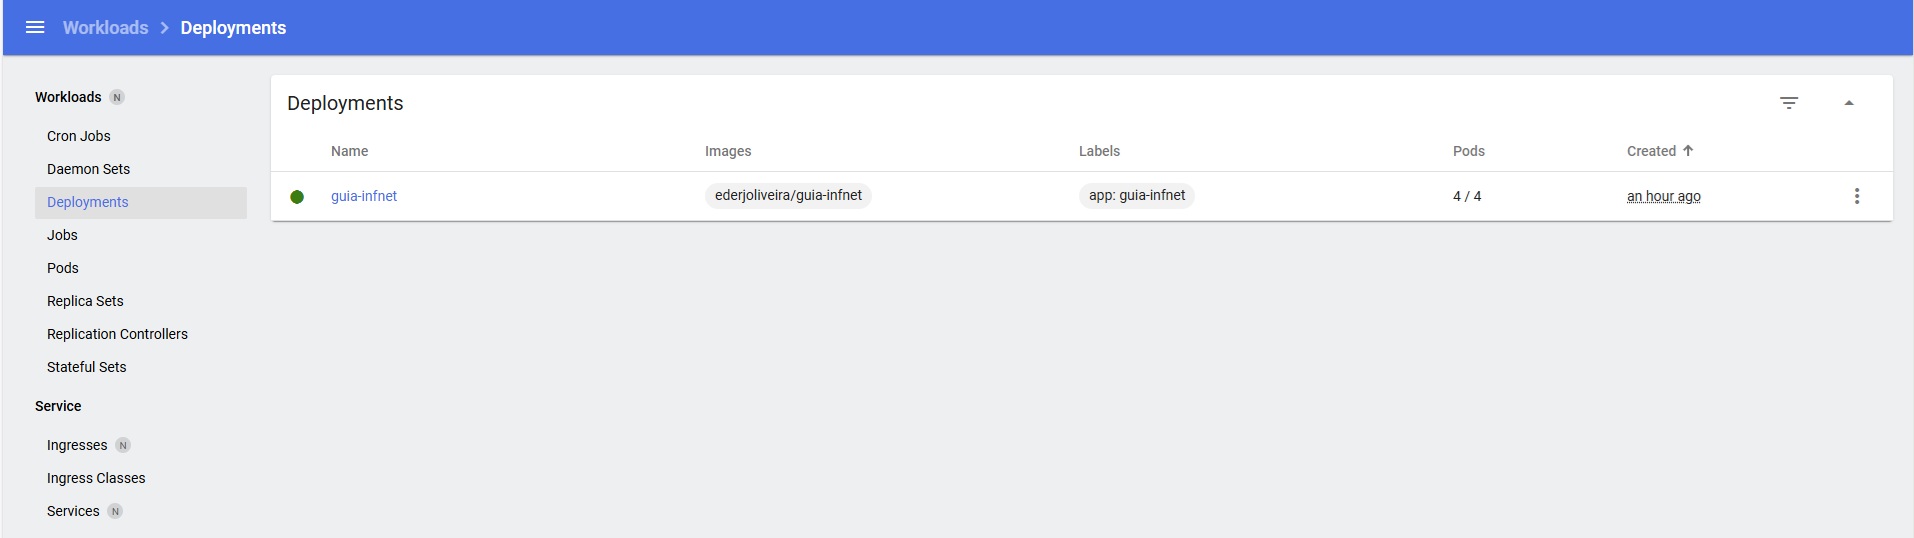 Workloads > Deployments
Workloads N
Cron Jobs
Daemon Sets
Deployments
Jobs
Pods
Replica Sets
Replication Controllers
Stateful Sets
Service
Ingresses N
Ingress Classes
Services N
Deployments
Name Images Labels Pods Created ↑
guia-infnet ederjoliveira/guia-infnet app: guia-infnet 4 / 4 an hour ago